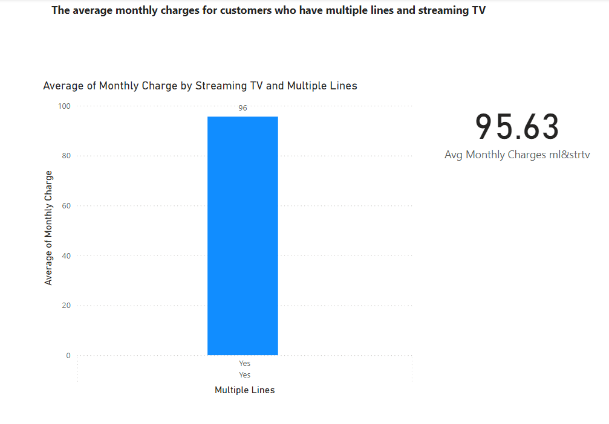 The average monthly charges for customers who have multiple lines and streaming TV
Average of Monthly Charge by Streaming TV and Multiple Lines
100
80
60
40
20
0
Average of Monthly Charge
96
Yes
Yes
Multiple Lines
95.63
Avg Monthly Charges ml&strtv